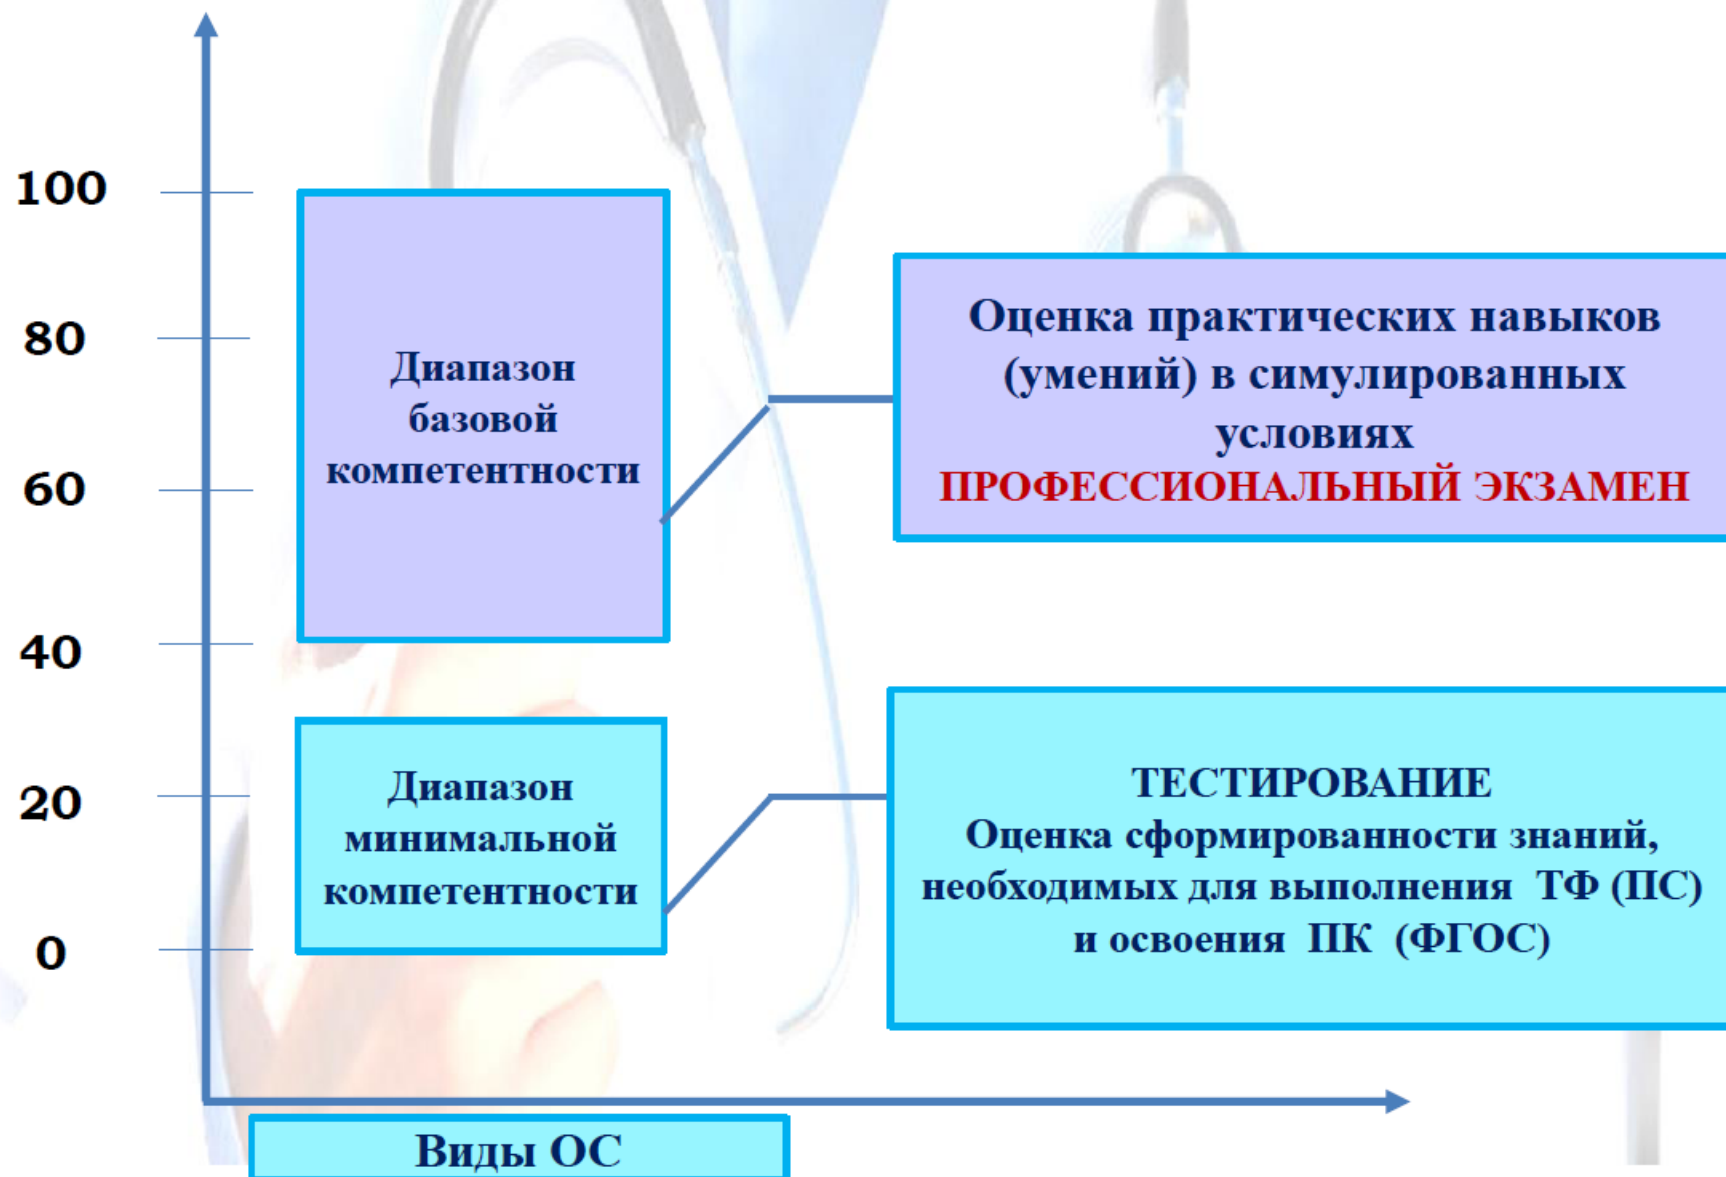 100
80
60
40
20
0
Диапазон
базовой
компетентности
Оценка практических навыков
(умений) в симулированных
условиях
ПРОФЕССИОНАЛЬНЫЙ ЭКЗАМЕН
Диапазон
минимальной
компетентности
ТЕСТИРОВАНИЕ
Оценка сформированности знаний,
необходимых для выполнения ТФ (ПС)
и освоения ПК (ФГОС)
Виды ОС